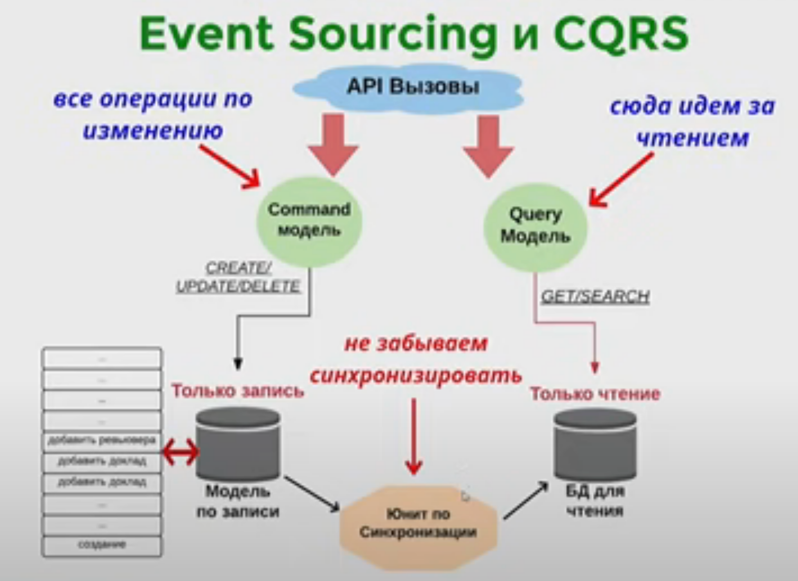 Event Sourcing и CQRS
API Вызовы
все операции по
изменению
сюда идем за
чтением
Command
модель
Query
Модель
CREATE/
UPDATE/DELETE
GET/SEARCH
не забываем
синхронизировать
Только запись
Только чтение
...
...
...
...
добавить ревьювера
добавить доклад
добавить доклад
...
...
создание
Модель
по записи
Юнит по
Синхронизации
БД для
чтения